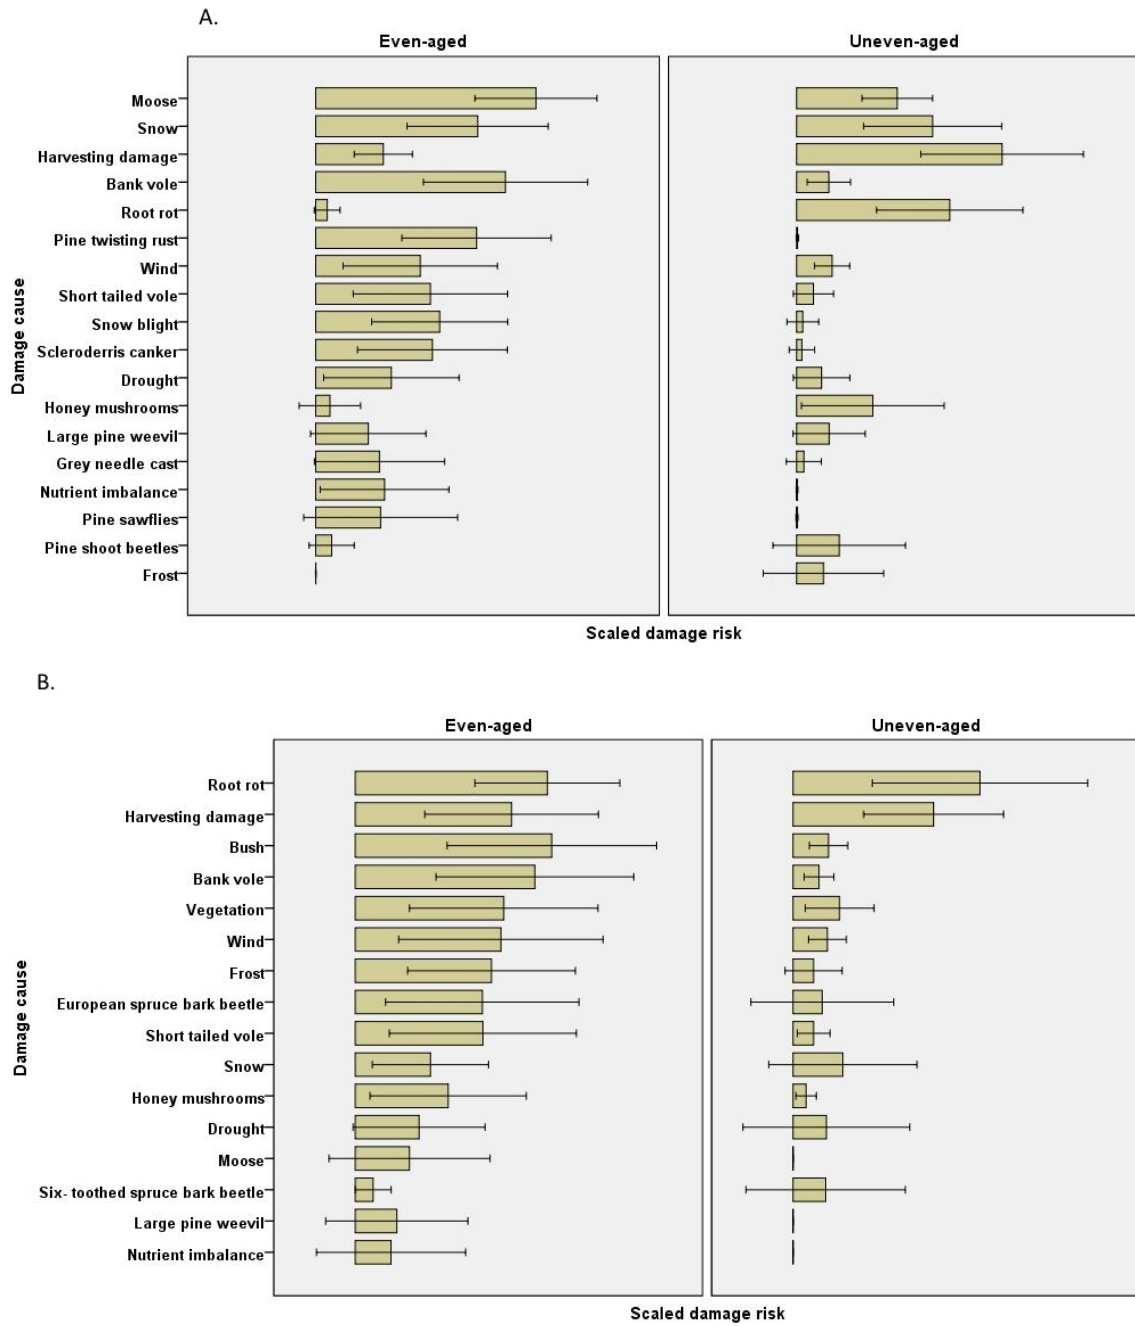 A.
Even-aged
Uneven-aged
Moose
Snow
Harvesting damage
Bank vole
Root rot
Pine twisting rust
Wind
Short tailed vole
Snow blight
Scleroderris canker
Drought
Honey mushrooms
Large pine weevil
Grey needle cast
Nutrient imbalance
Pine sawflies
Pine shoot beetles
Frost
Damage cause
Scaled damage risk
B.
Even-aged
Uneven-aged
Root rot
Harvesting damage
Bush
Bank vole
Vegetation
Wind
Frost
European spruce bark beetle
Short tailed vole
Snow
Honey mushrooms
Drought
Moose
Six- toothed spruce bark beetle
Large pine weevil
Nutrient imbalance
Damage cause
Scaled damage risk